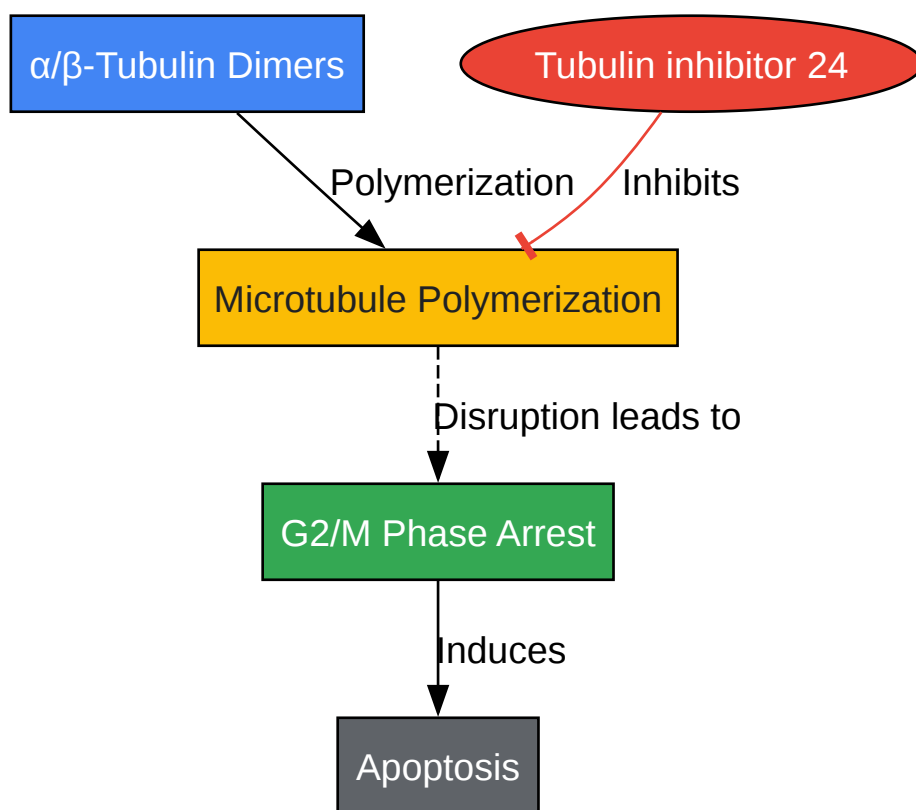 α/β-Tubulin Dimers
Tubulin inhibitor 24
Polymerization
Inhibits
Microtubule Polymerization
Disruption leads to
G2/M Phase Arrest
Induces
Apoptosis